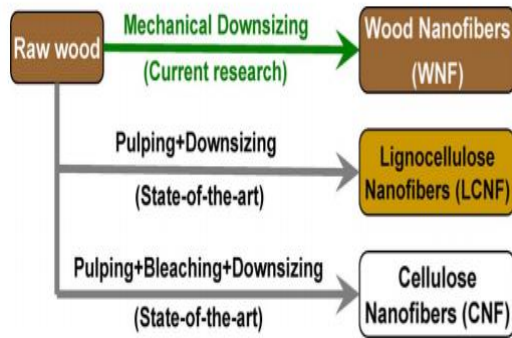 Raw wood
Mechanical Downsizing
(Current research)
Wood Nanofibers
(WNF)
Pulping+Downsizing
(State-of-the-art)
Lignocellulose
Nanofibers (LCNF)
Pulping+Bleaching+Downsizing
(State-of-the-art)
Cellulose
Nanofibers (CNF)